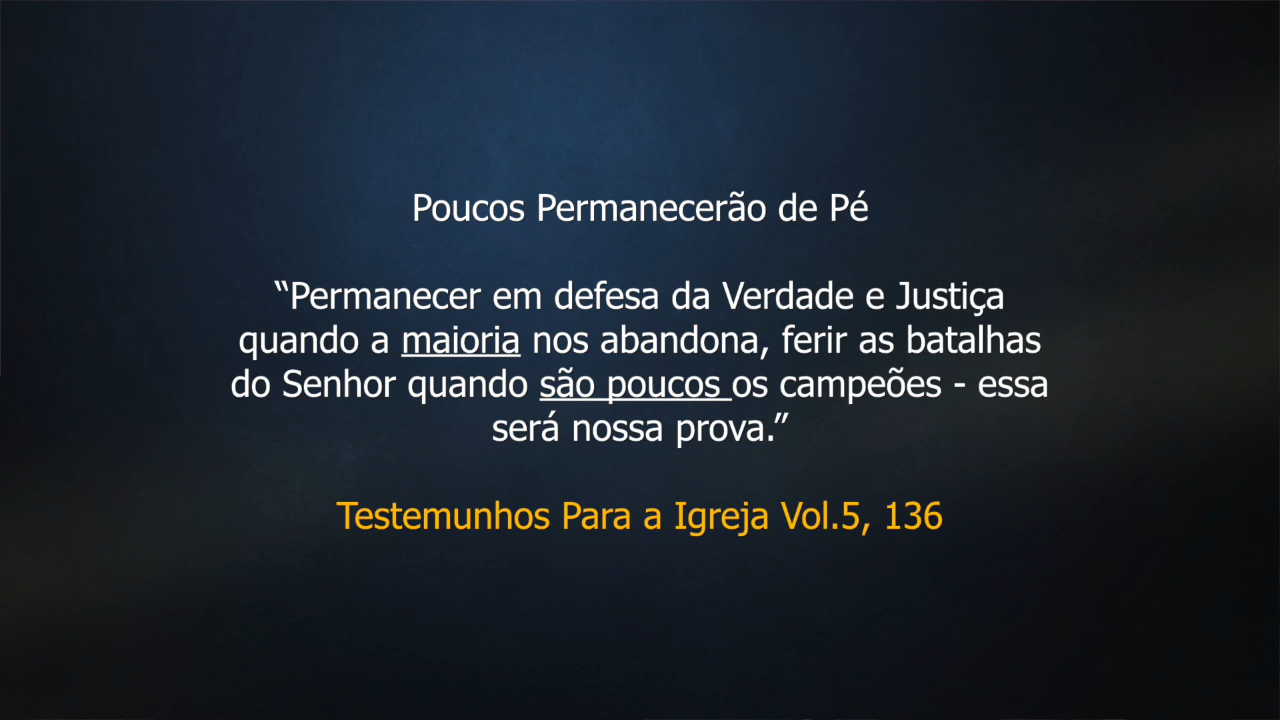 Poucos Permanecerão de Pé
“Permanecer em defesa da Verdade e Justiça
quando a maioria nos abandona, ferir as batalhas
do Senhor quando são poucos os campeões - essa
será nossa prova.”
Testemunhos Para a Igreja Vol.5, 136